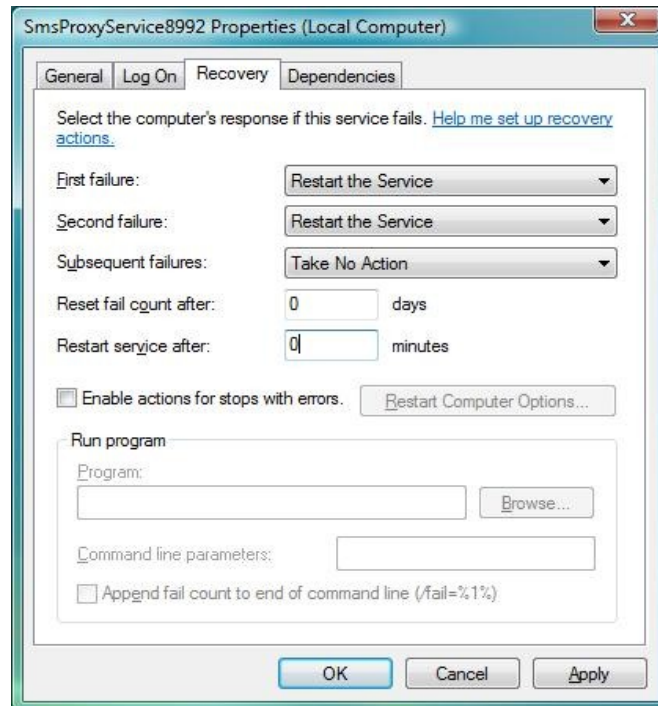 SmsProxyService8992 Properties (Local Computer)
General Log On Recovery Dependencies
Select the computer's response if this service fails. Help me set up recovery
actions.
First failure: Restart the Service
Second failure: Restart the Service
Subsequent failures: Take No Action
Reset fail count after: 0 days
Restart service after: 0 minutes
Enable actions for stops with errors. Restart Computer Options...
Run program
Program:
Browse...
Command line parameters:
Append fail count to end of command line (/fail=%1%)
OK Cancel Apply